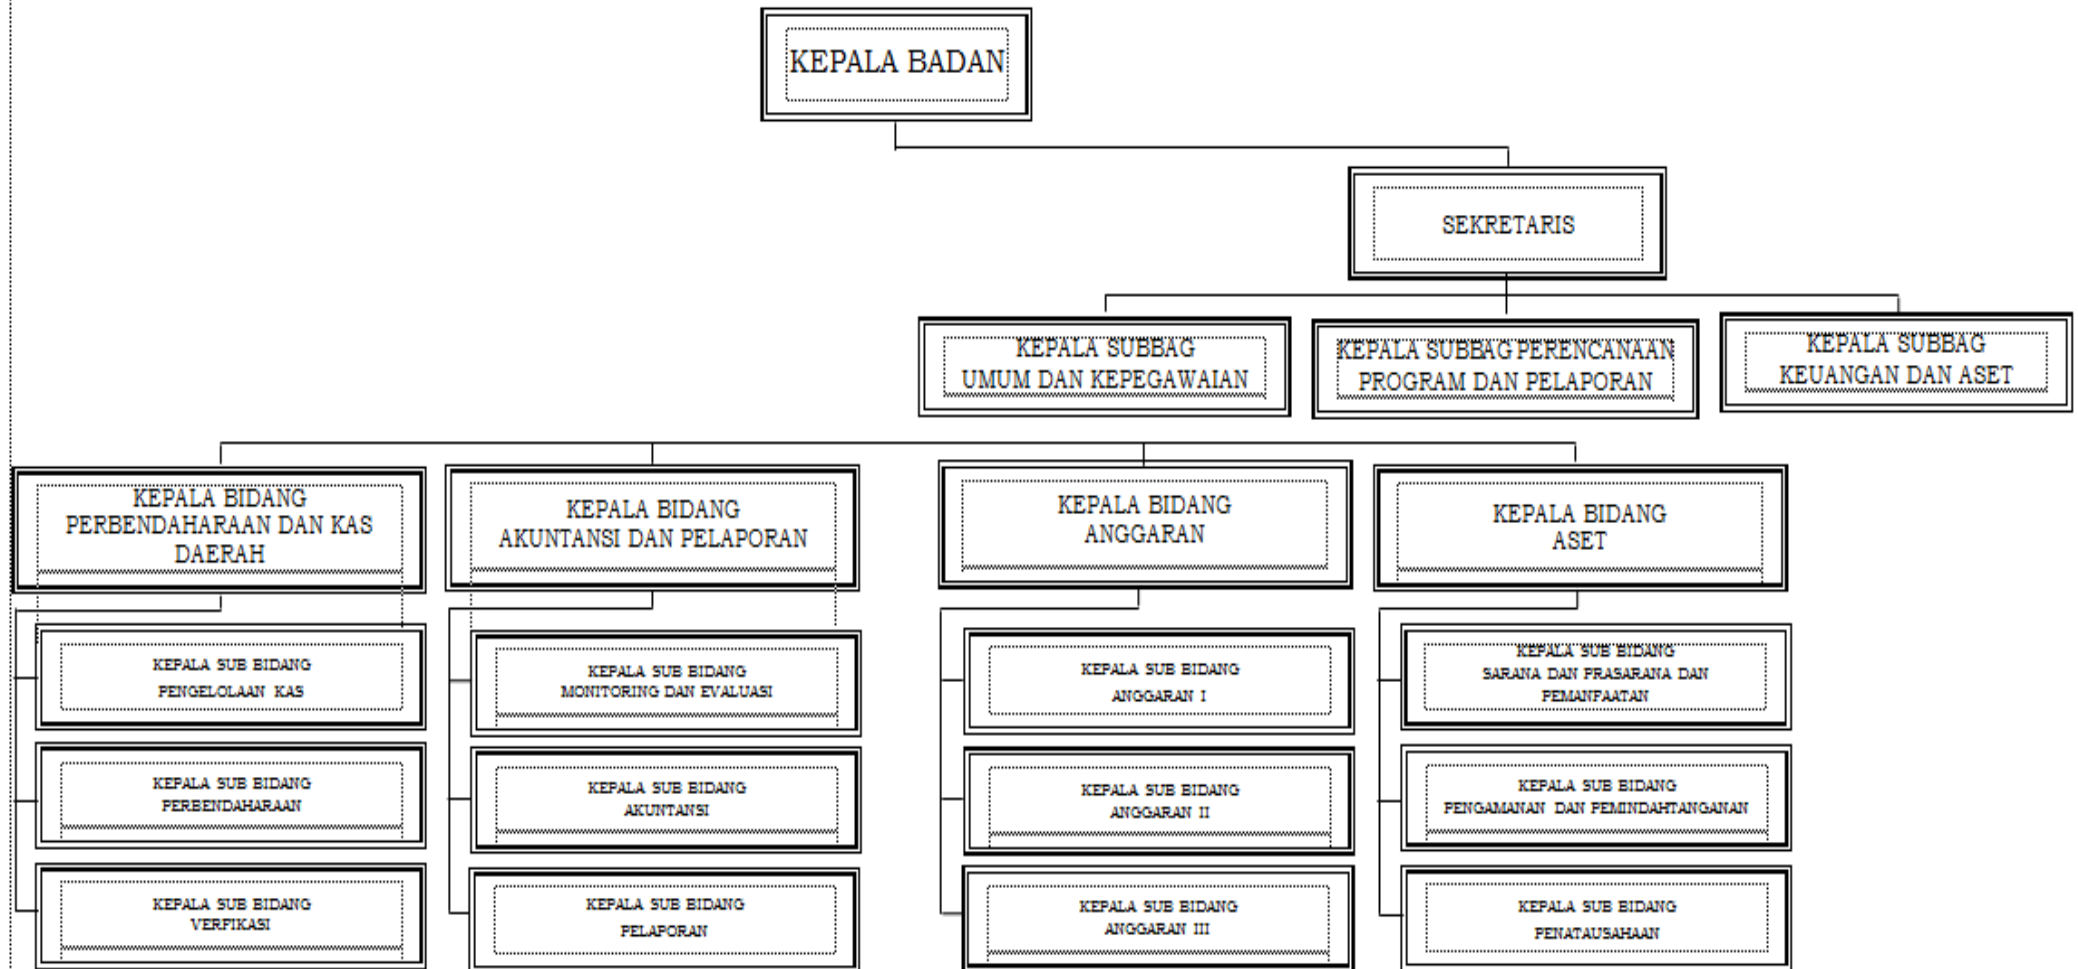 KEPALA BADAN
SEKRETARIS
KEPALA SUBBAG
UMUM DAN KEPEGAWAIAN
KEPALA SUBBAG PERENCANAAN
PROGRAM DAN PELAPORAN
KEPALA SUBBAG
KEUANGAN DAN ASET
KEPALA BIDANG
PERBENDAHARAAN DAN KAS
DAERAH
KEPALA BIDANG
AKUNTANSI DAN PELAPORAN
KEPALA BIDANG
ANGGARAN
KEPALA BIDANG
ASET
KEPALA SUB BIDANG
PENGELOLAAN KAS
KEPALA SUB BIDANG
MONITORING DAN EVALUASI
KEPALA SUB BIDANG
ANGGARAN I
KEPALA SUB BIDANG
SARANA DAN PRASARANA DAN
PEMANFAATAN
KEPALA SUB BIDANG
PERBENDAHARAAN
KEPALA SUB BIDANG
AKUNTANSI
KEPALA SUB BIDANG
ANGGARAN II
KEPALA SUB BIDANG
PENGAMANAN DAN PEMINDAHTANGANAN
KEPALA SUB BIDANG
VERFIKASI
KEPALA SUB BIDANG
PELAPORAN
KEPALA SUB BIDANG
ANGGARAN III
KEPALA SUB BIDANG
PENATAUSAHAAN